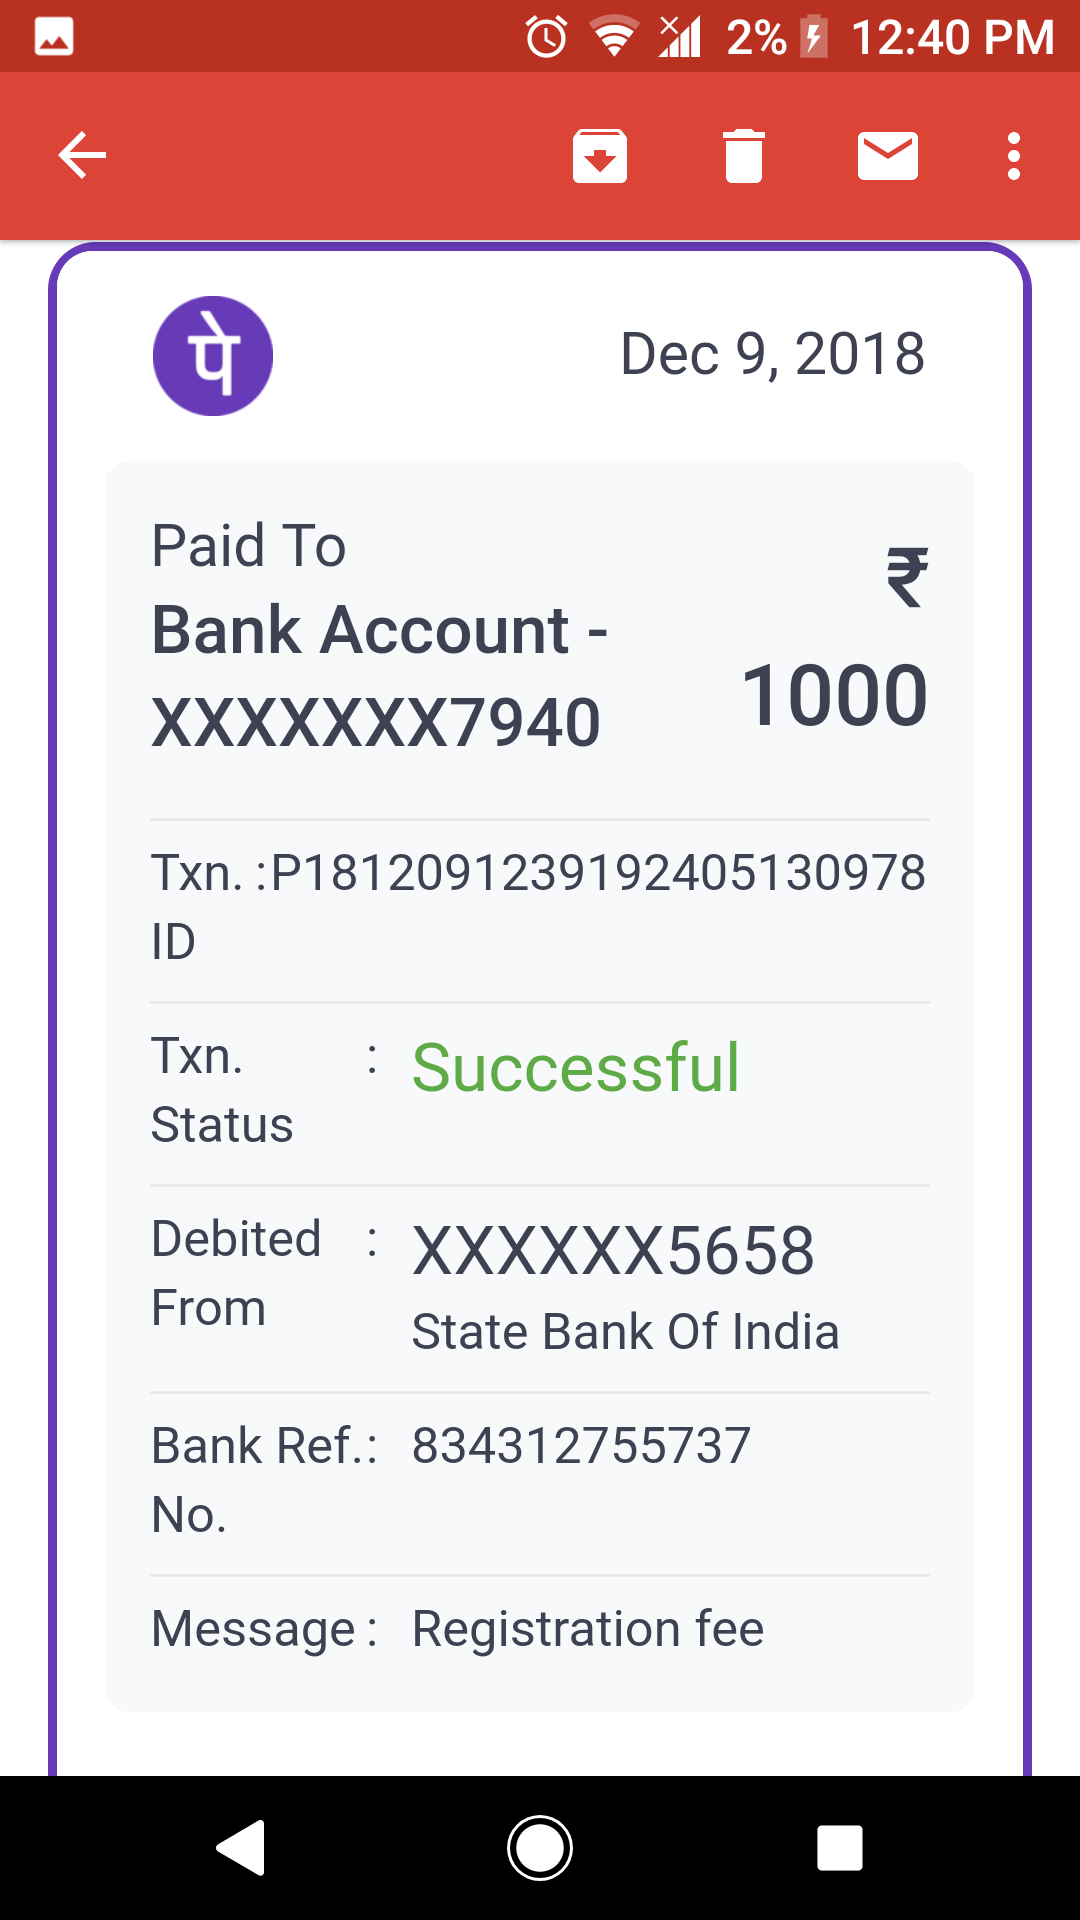 2% 12:40 PM
पे
Dec 9, 2018
Paid To
Bank Account -
XXXXXXX7940
₹
1000
Txn. :P1812091239192405130978
ID
Txn. : Successful
Status
Debited : XXXXXX5658
From
State Bank Of India
Bank Ref.: 834312755737
No.
Message : Registration fee